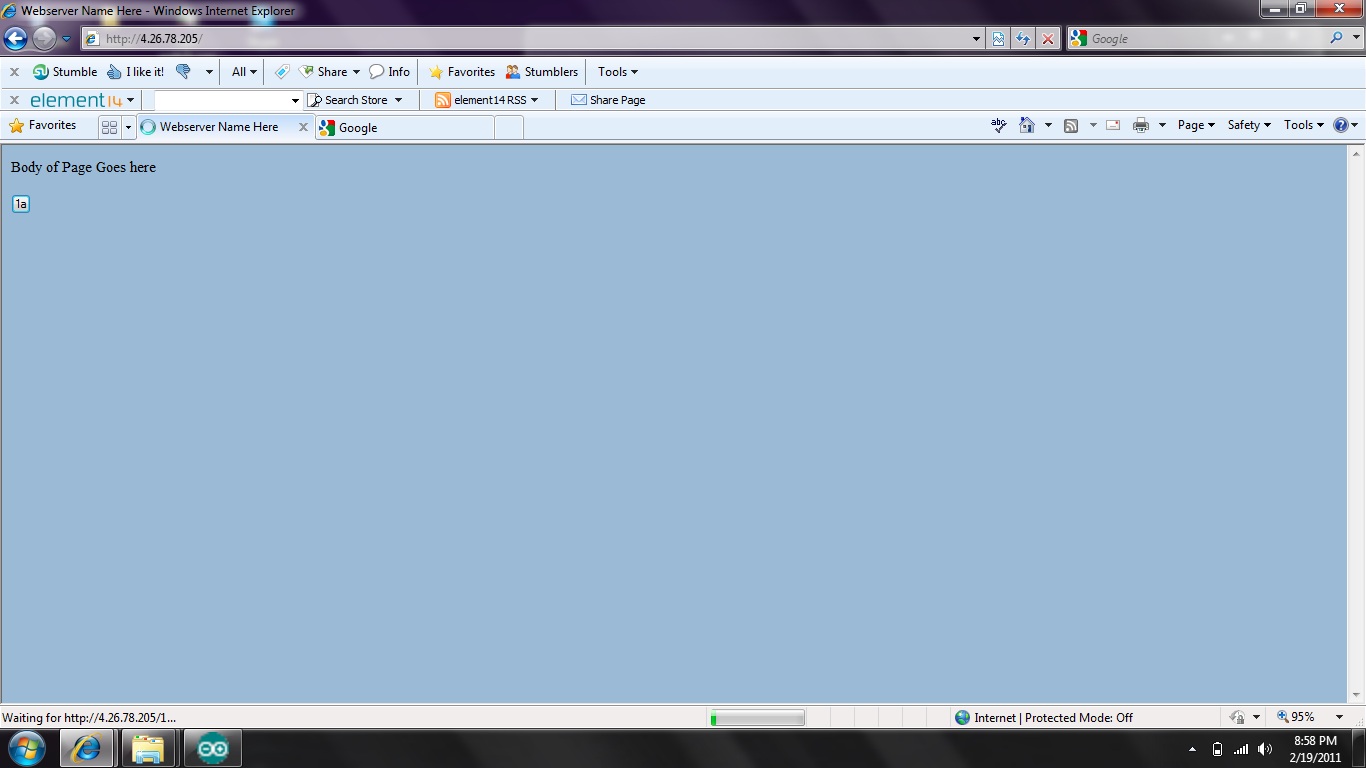 Webserver Name Here - Windows Internet Explorer
http://4.26.78.205/
Google
x Stumble I like it! All Share Info Favorites Stumblers Tools
x element14 Search Store element14 RSS Share Page
Favorites Webserver Name Here x Google abc Page Safety Tools
Body of Page Goes here
1a
Waiting for http://4.26.78.205/1... Internet | Protected Mode: Off 95%
8:58 PM
2/19/2011